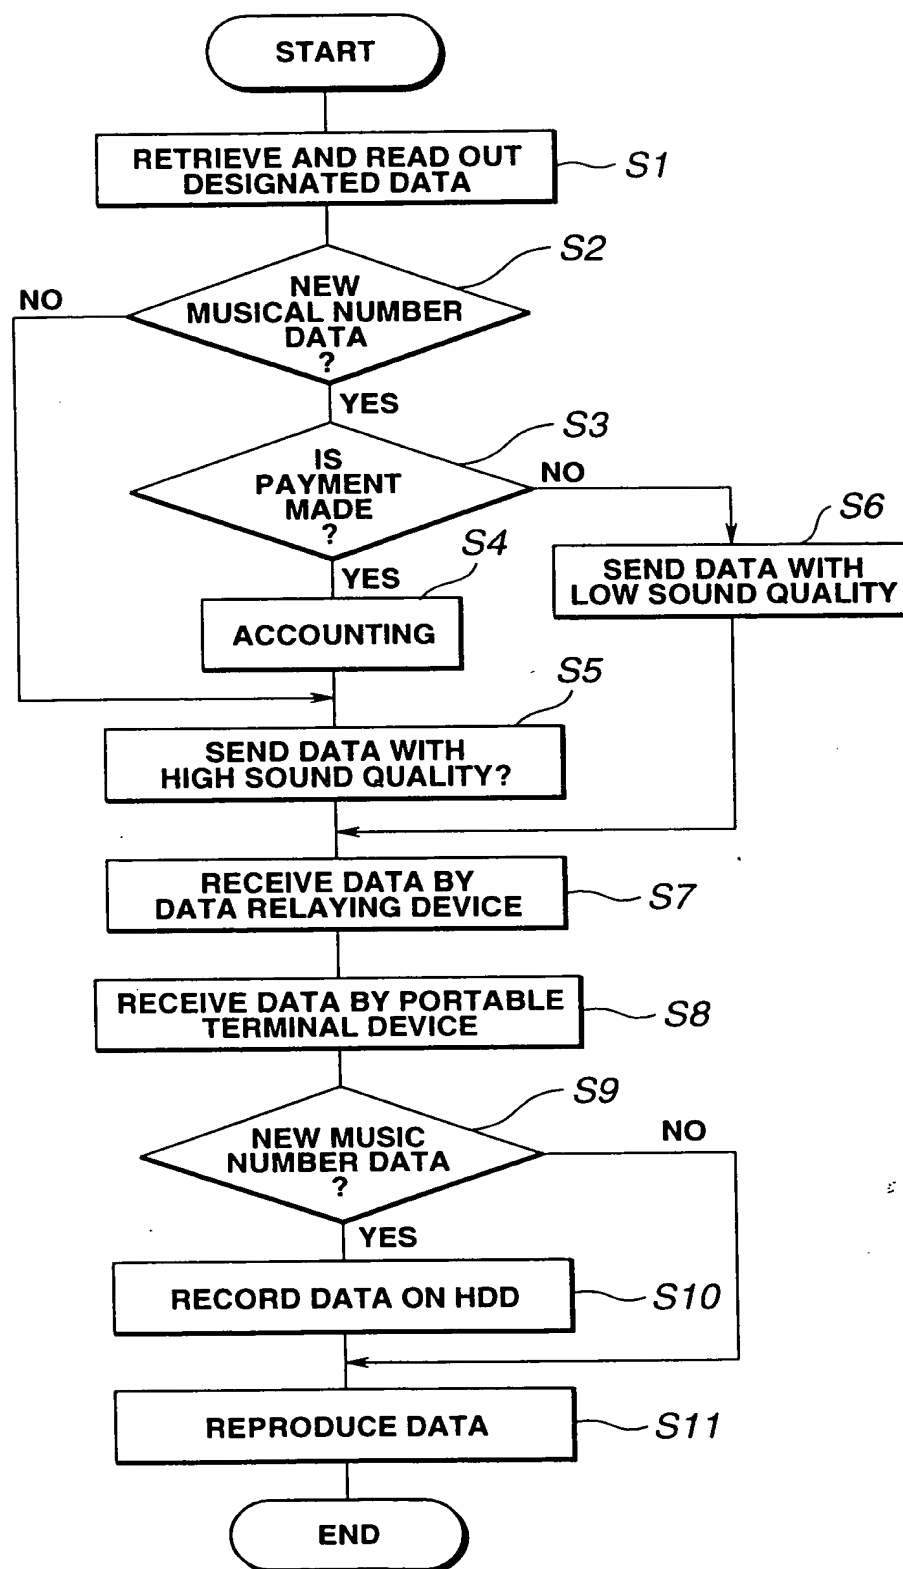 START
RETRIEVE AND READ OUT
DESIGNATED DATA
S1
S2
NEW
MUSICAL NUMBER
DATA
?
NO
YES
S3
IS
PAYMENT
MADE
?
NO
YES
S4
ACCOUNTING
S6
SEND DATA WITH
LOW SOUND QUALITY
S5
SEND DATA WITH
HIGH SOUND QUALITY?
RECEIVE DATA BY
DATA RELAYING DEVICE
S7
RECEIVE DATA BY PORTABLE
TERMINAL DEVICE
S8
S9
NEW MUSIC
NUMBER DATA
?
NO
YES
RECORD DATA ON HDD
S10
REPRODUCE DATA
S11
END